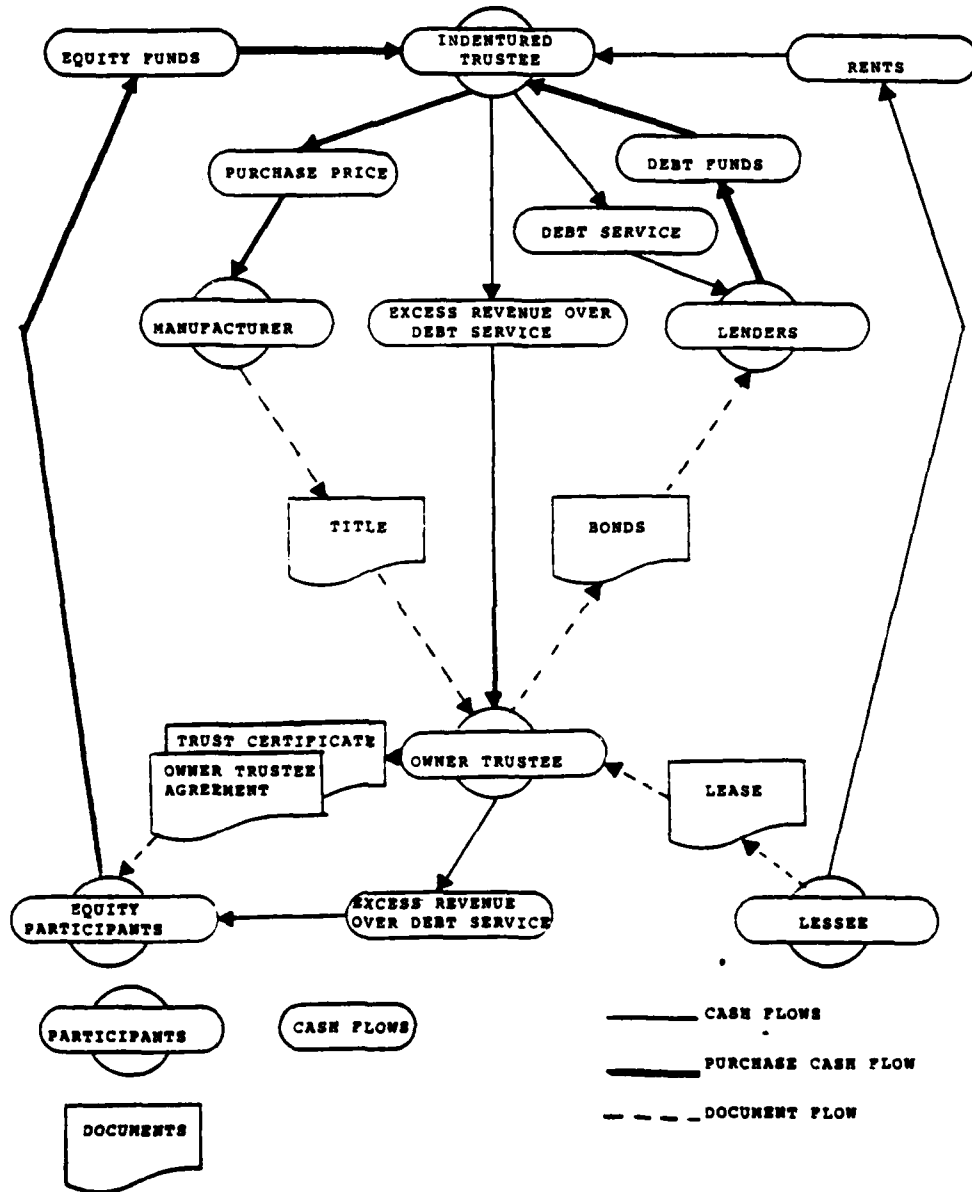 EQUITY FUNDS
INDENTURED
TRUSTEE
RENTS
PURCHASE PRICE
DEBT FUNDS
DEBT SERVICE
MANUFACTURER
EXCESS REVENUE OVER
DEBT SERVICE
LENDERS
TITLE
BONDS
TRUST CERTIFICATE
OWNER TRUSTEE
AGREEMENT
OWNER TRUSTEE
LEASE
EQUITY
PARTICIPANTS
EXCESS REVENUE
OVER DEBT SERVICE
LESSEE
PARTICIPANTS
CASH FLOWS
CASH FLOWS
PURCHASE CASH FLOW
DOCUMENT FLOW
DOCUMENTS